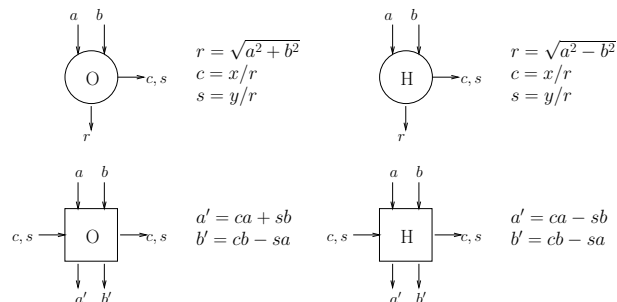 a b a b
O c, s r = √a² + b² H c, s r = √a² − b²
c = x/r c = x/r
s = y/r s = y/r
r r
a b a b
c, s O c, s a′ = ca + sb c, s H c, s a′ = ca − sb
b′ = cb − sa b′ = cb − sa
a′ b′ a′ b′